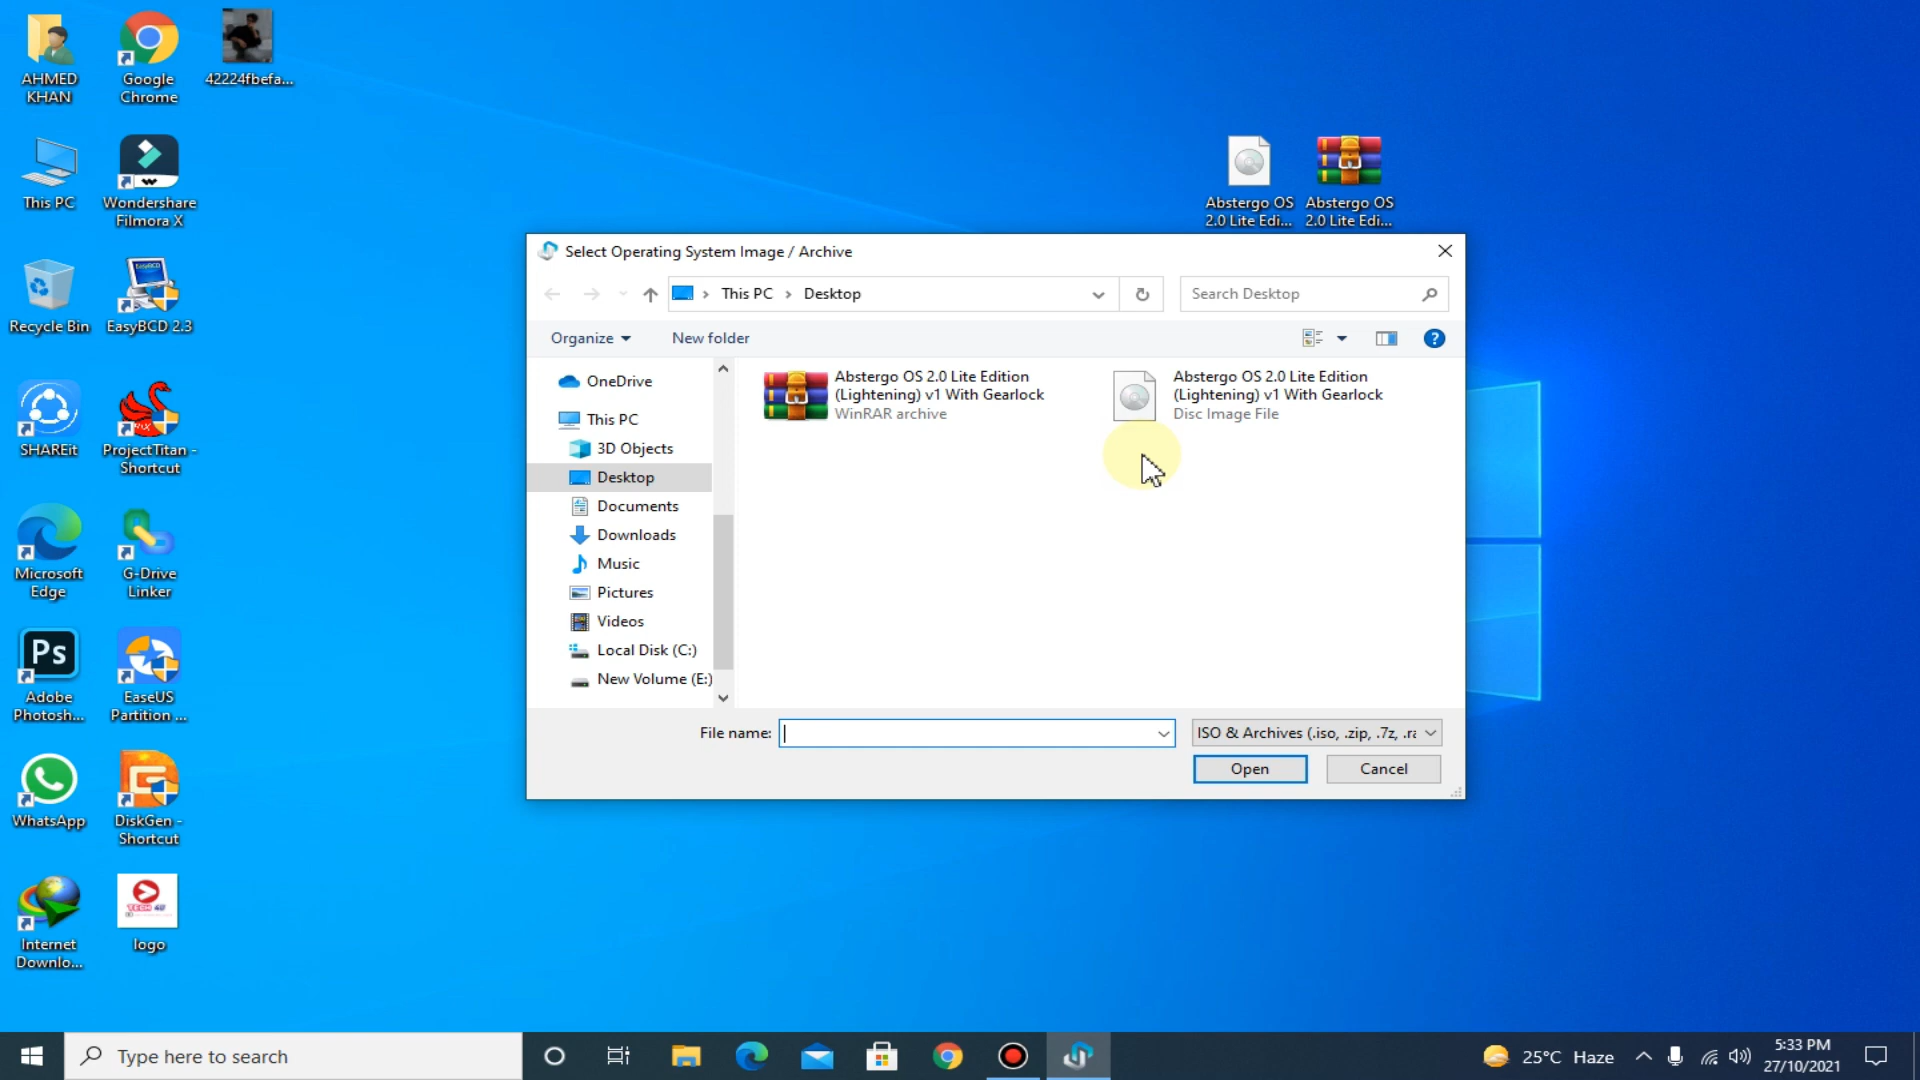 AHMED
KHAN
Google
Chrome
42224fbefa...
This PC
Wondershare
Filmora X
Recycle Bin
EasyBCD 2.3
SHAREit
ProjectTitan -
Shortcut
Microsoft
Edge
G-Drive
Linker
Ps
Adobe
Photosh...
EaseUS
Partition ...
WhatsApp
DiskGen -
Shortcut
Internet
Downlo...
TECH 4U
logo
Abstergo OS
2.0 Lite Edi...
Abstergo OS
2.0 Lite Edi...
Select Operating System Image / Archive
This PC
Desktop
Search Desktop
Organize
New folder
OneDrive
This PC
3D Objects
Desktop
Documents
Downloads
Music
Pictures
Videos
Local Disk (C:)
New Volume (E:)
Abstergo OS 2.0 Lite Edition
(Lightening) v1 With Gearlock
WinRAR archive
Abstergo OS 2.0 Lite Edition
(Lightening) v1 With Gearlock
Disc Image File
File name:
ISO & Archives (.iso, .zip, .7z, .ra
Open
Cancel
Type here to search
25°C Haze
5:33 PM
27/10/2021